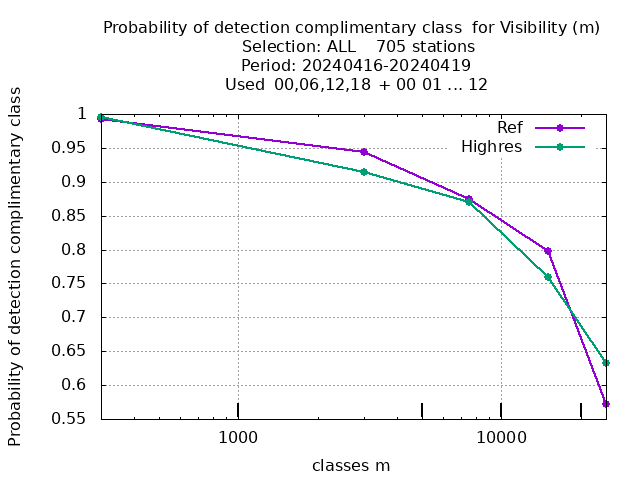 Probability of detection complimentary class  for Visibility (m)
Selection: ALL    705 stations
Period: 20240416-20240419
Used  00,06,12,18  + 00 01 ... 12
Probability of detection complimentary class
1
0.95
0.9
0.85
0.8
0.75
0.7
0.65
0.6
0.55
Ref
Highres
1000
10000
classes m